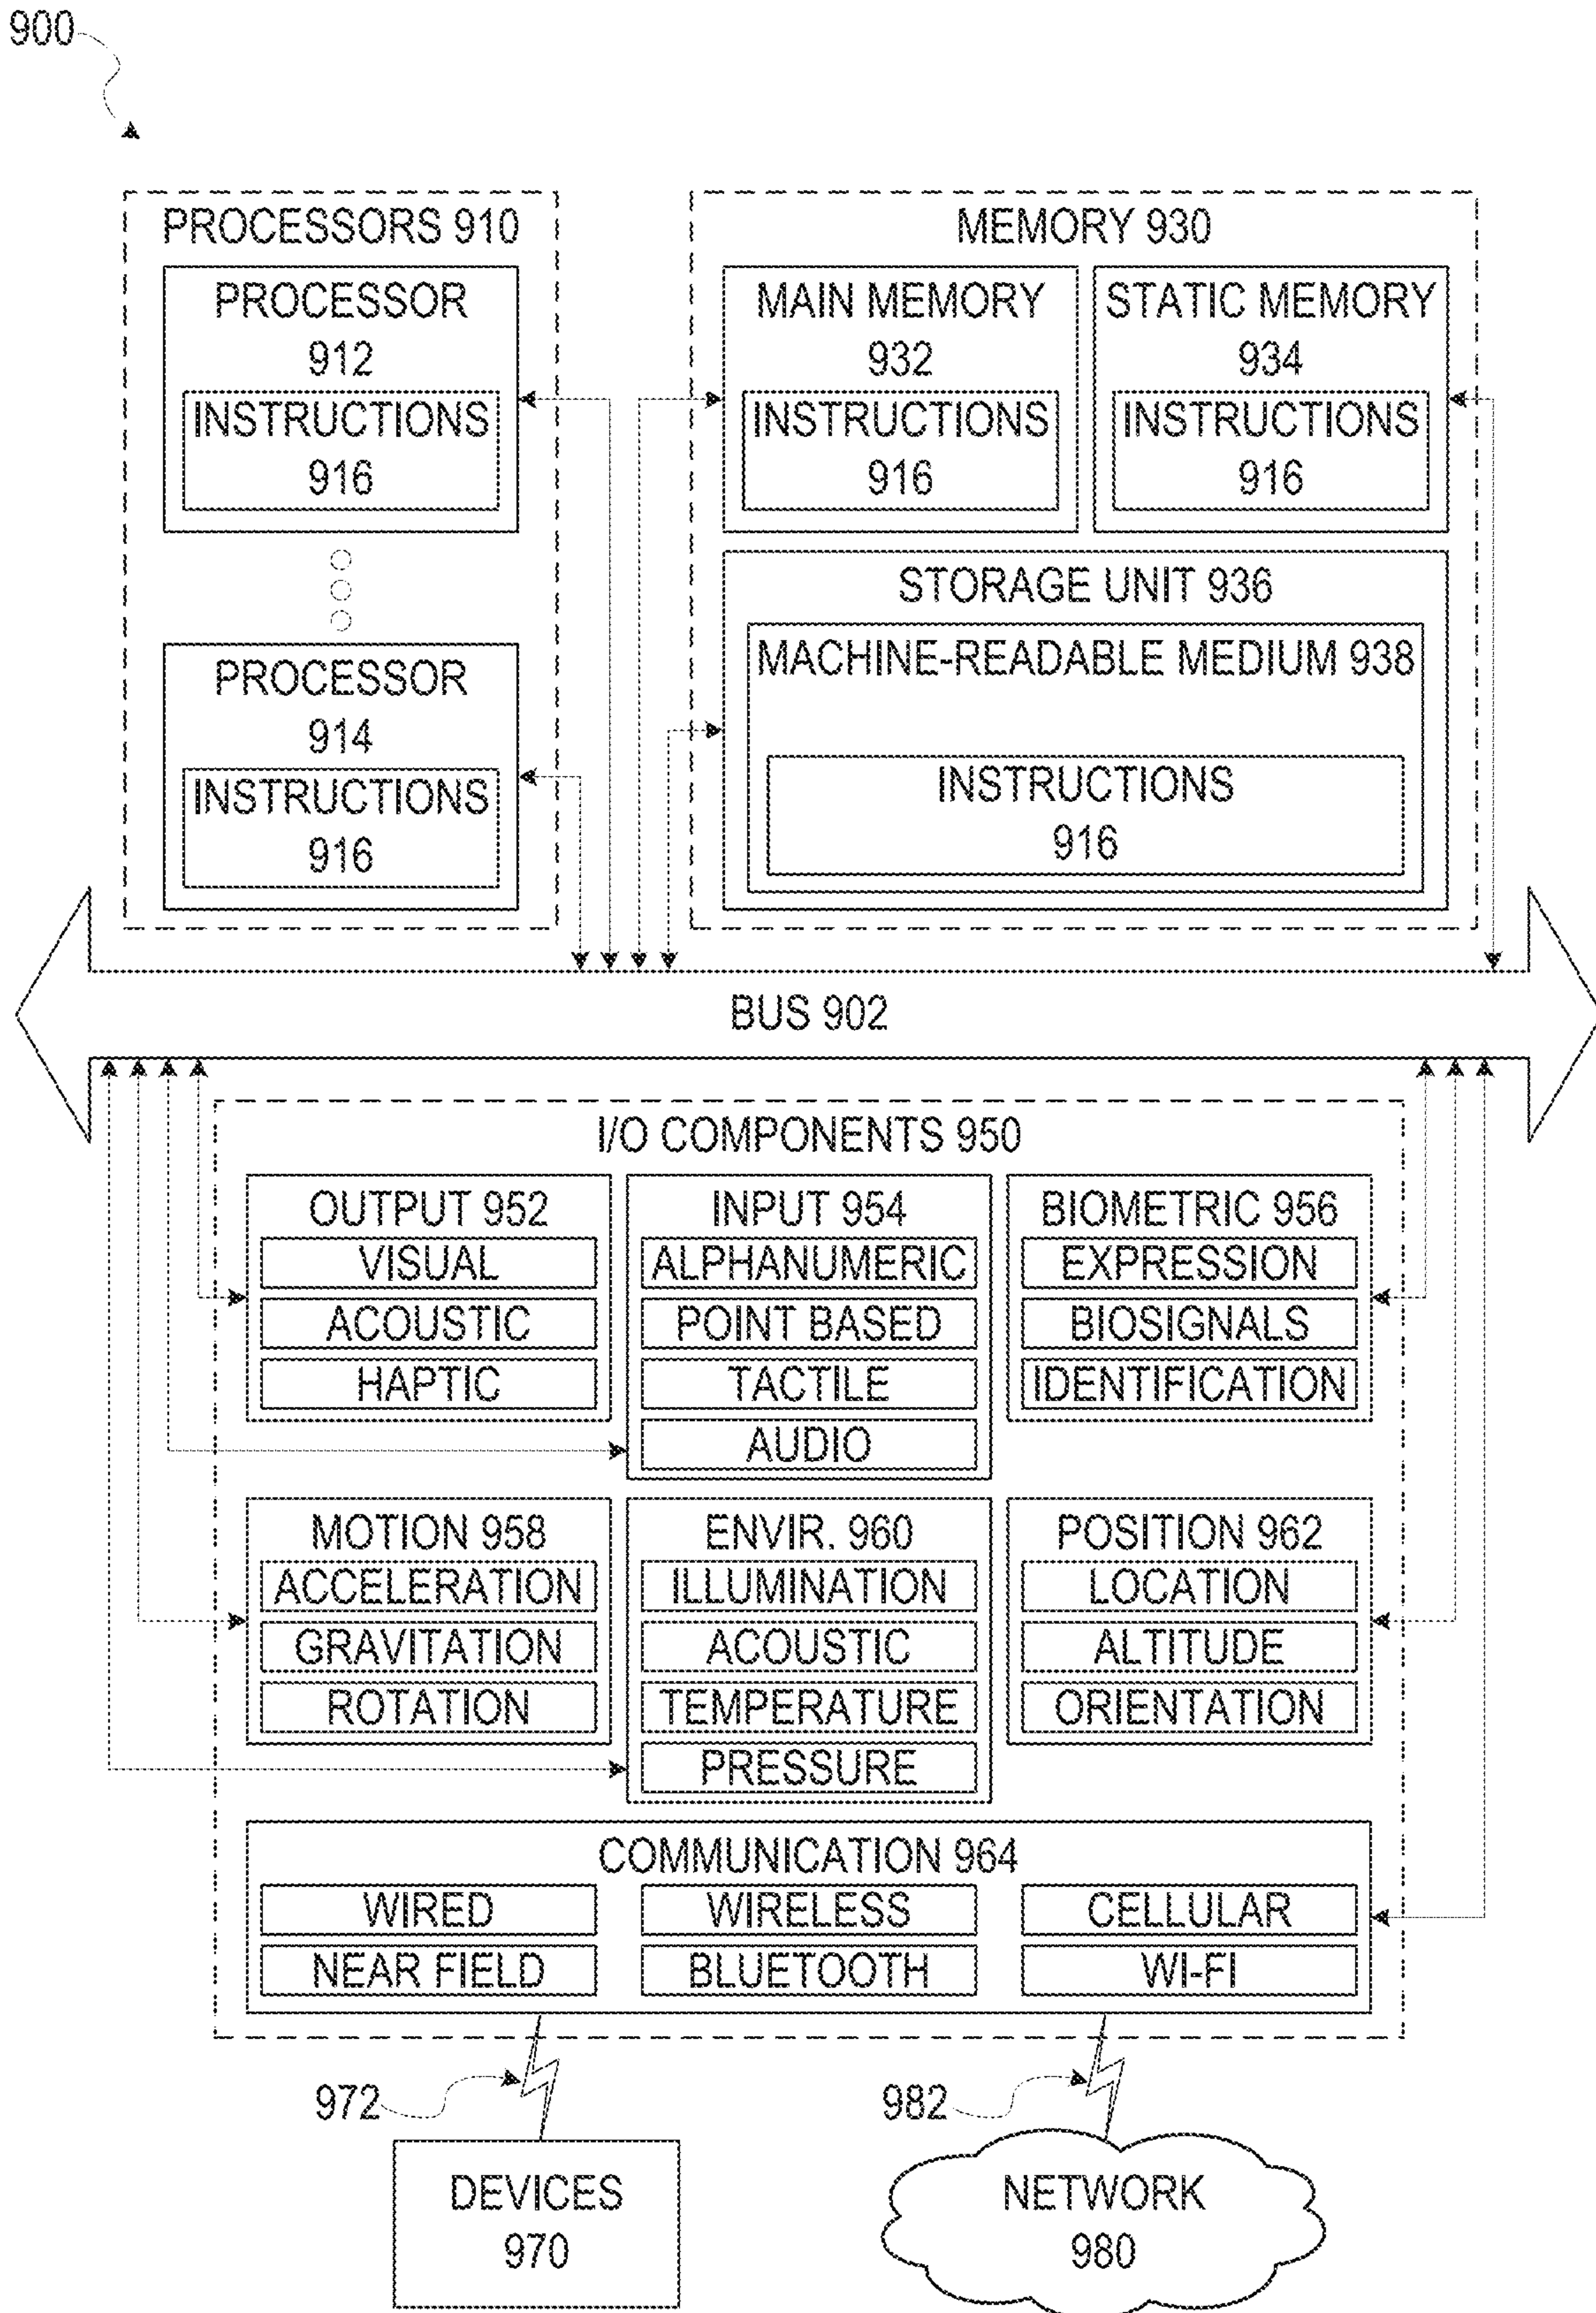 900
PROCESSORS 910
PROCESSOR
912
INSTRUCTIONS
916
PROCESSOR
914
INSTRUCTIONS
916
MEMORY 930
MAIN MEMORY
932
INSTRUCTIONS
916
STATIC MEMORY
934
INSTRUCTIONS
916
STORAGE UNIT 936
MACHINE-READABLE MEDIUM 938
INSTRUCTIONS
916
BUS 902
I/O COMPONENTS 950
OUTPUT 952
VISUAL
ACOUSTIC
HAPTIC
INPUT 954
ALPHANUMERIC
POINT BASED
TACTILE
AUDIO
BIOMETRIC 956
EXPRESSION
BIOSIGNALS
IDENTIFICATION
MOTION 958
ACCELERATION
GRAVITATION
ROTATION
ENVIR. 960
ILLUMINATION
ACOUSTIC
TEMPERATURE
PRESSURE
POSITION 962
LOCATION
ALTITUDE
ORIENTATION
COMMUNICATION 964
WIRED
WIRELESS
CELLULAR
NEAR FIELD
BLUETOOTH
WI-FI
972
982
DEVICES
970
NETWORK
980